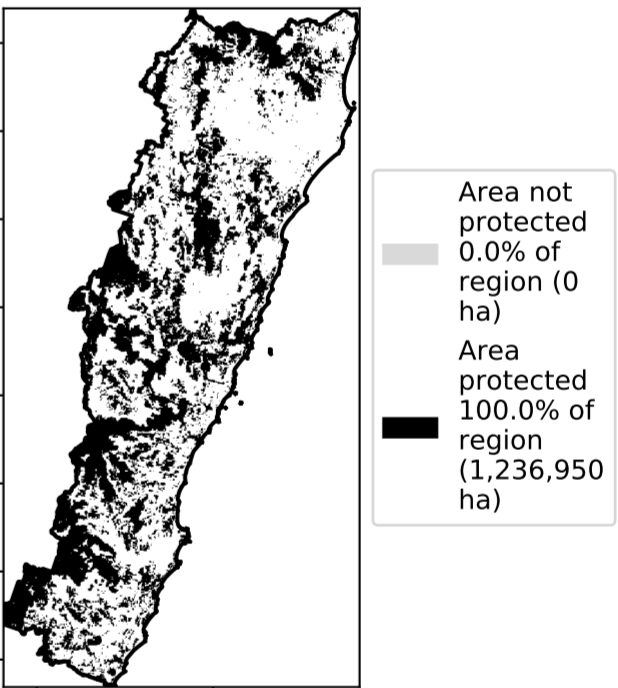 Area not
protected
0.0% of
region (0
ha)
Area
protected
100.0% of
region
(1,236,950
ha)